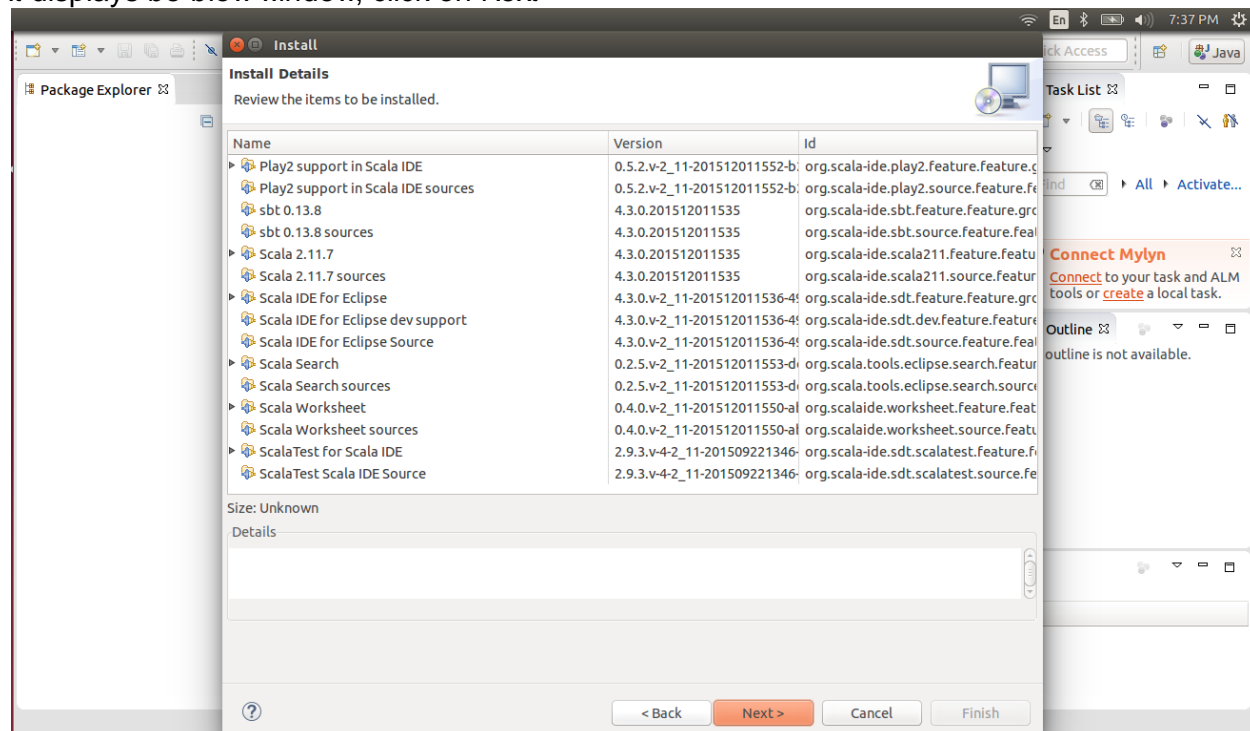 displays be blow window, click on
En 7:37 PM
Install
Quick Access Java
Install Details
Review the items to be installed.
Package Explorer
Task List
Name Version Id
Play2 support in Scala IDE 0.5.2.v-2_11-201512011552-b org.scala-ide.play2.feature.feature.g
Play2 support in Scala IDE sources 0.5.2.v-2_11-201512011552-b org.scala-ide.play2.source.feature.fe
sbt 0.13.8 4.3.0.201512011535 org.scala-ide.sbt.feature.feature.gro
sbt 0.13.8 sources 4.3.0.201512011535 org.scala-ide.sbt.source.feature.feat
Scala 2.11.7 4.3.0.201512011535 org.scala-ide.scala211.feature.featu
Scala 2.11.7 sources 4.3.0.201512011535 org.scala-ide.scala211.source.featur
Scala IDE for Eclipse 4.3.0.v-2_11-201512011536-49 org.scala-ide.sdt.feature.feature.gro
Scala IDE for Eclipse dev support 4.3.0.v-2_11-201512011536-49 org.scala-ide.sdt.dev.feature.feature
Scala IDE for Eclipse Source 4.3.0.v-2_11-201512011536-49 org.scala-ide.sdt.source.feature.feat
Scala Search 0.2.5.v-2_11-201512011553-d org.scala.tools.eclipse.search.featur
Scala Search sources 0.2.5.v-2_11-201512011553-d org.scala.tools.eclipse.search.source
Scala Worksheet 0.4.0.v-2_11-201512011550-a org.scalaide.worksheet.feature.feat
Scala Worksheet sources 0.4.0.v-2_11-201512011550-a org.scalaide.worksheet.source.featu
ScalaTest for Scala IDE 2.9.3.v-4-2_11-201509221346- org.scala-ide.sdt.scalatest.feature.f
ScalaTest Scala IDE Source 2.9.3.v-4-2_11-201509221346- org.scala-ide.sdt.scalatest.source.fe
Find All Activate...
Connect Mylyn
Connect to your task and ALM
tools or create a local task.
Outline
outline is not available.
Size: Unknown
Details
< Back Next > Cancel Finish